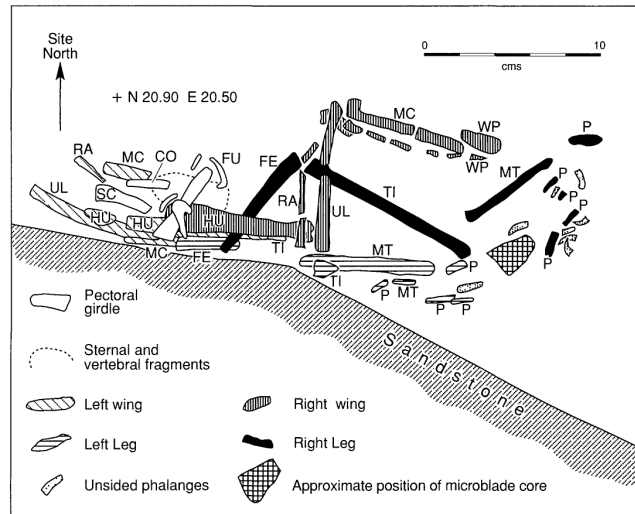 Site
North
0 10
cms
+ N 20.90 E 20.50
MC
WP
P
RA
MC
CO
FU
FE
WP
MT
P
P
UL
SC
RA
TI
P
HU
HU
HU
UL
MC
FE
TI
MT
P
P
TI
P
MT
P
P
Pectoral
girdle
Sternal and
vertebral fragments
Sandstone
Left wing
Right wing
Left Leg
Right Leg
Unsided phalanges
Approximate position of microblade core